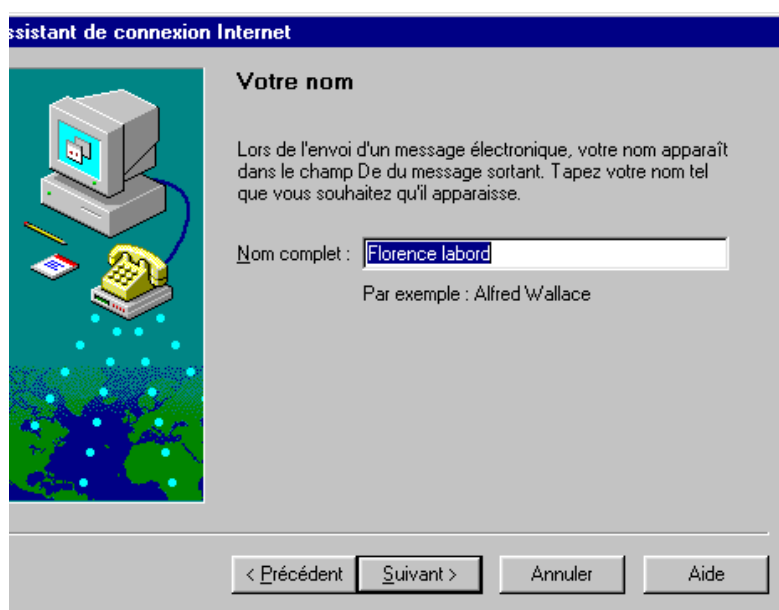 ssistant de connexion Internet
Votre nom
Lors de l'envoi d'un message électronique, votre nom apparaît
dans le champ De du message sortant. Tapez votre nom tel
que vous souhaitez qu'il apparaisse.
Nom complet : Florence labord
Par exemple : Alfred Wallace
< Précédent Suivant > Annuler Aide